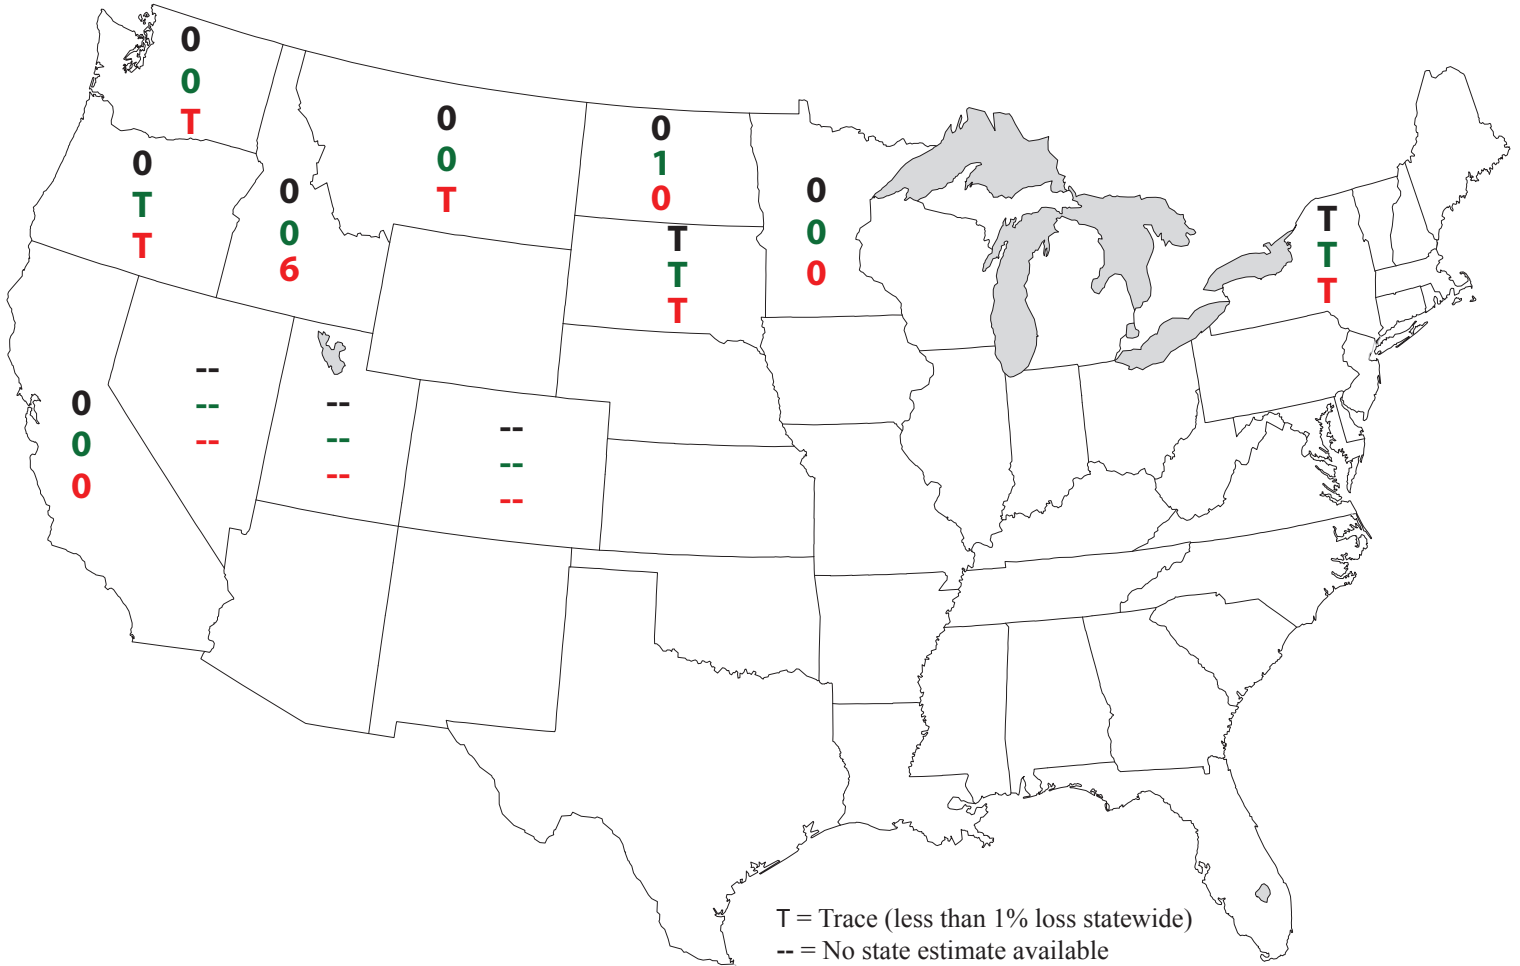 0
0
T
0
T
T
0
0
6
0
0
T
0
1
0
T
T
T
0
0
0
T
T
T
0
0
0
--
--
--
--
--
--
--
--
--
T = Trace (less than 1% loss statewide)
-- = No state estimate available